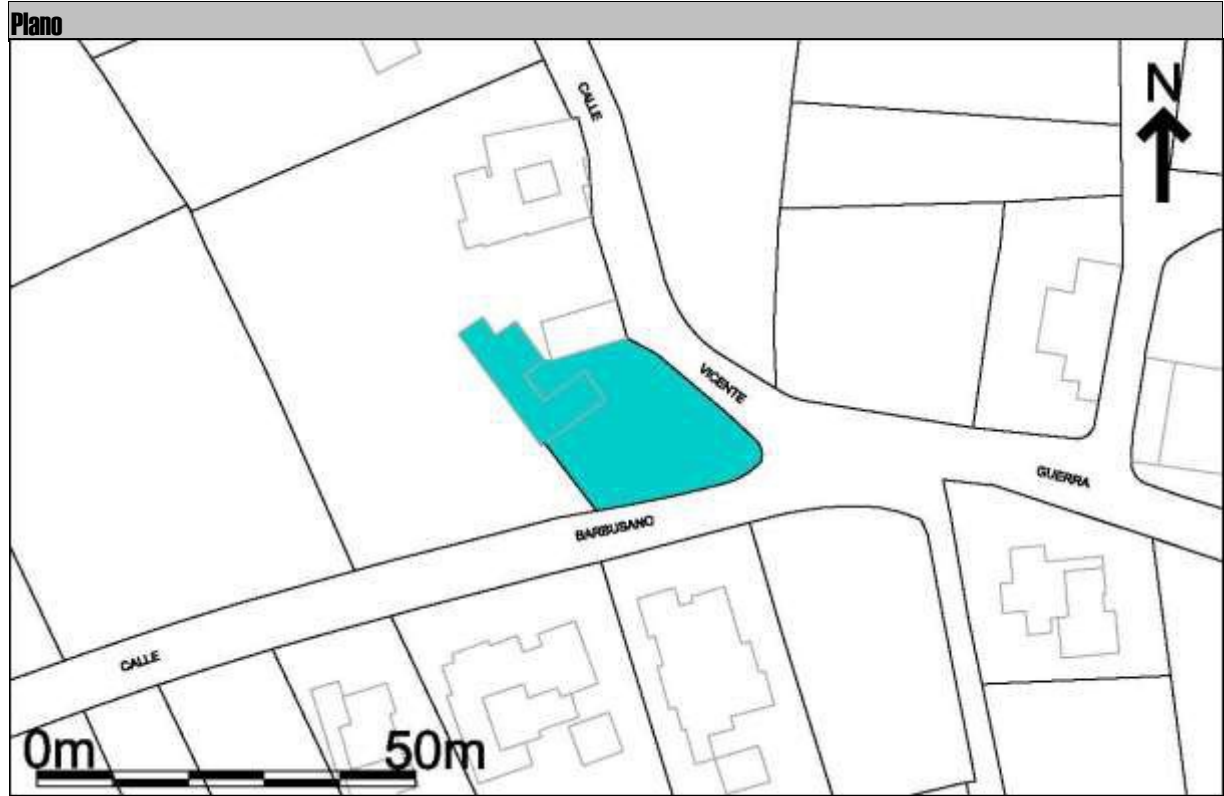 Plano
N
CALLE
VICENTE
GUERRA
BARBUSANO
CALLE
0m 50m